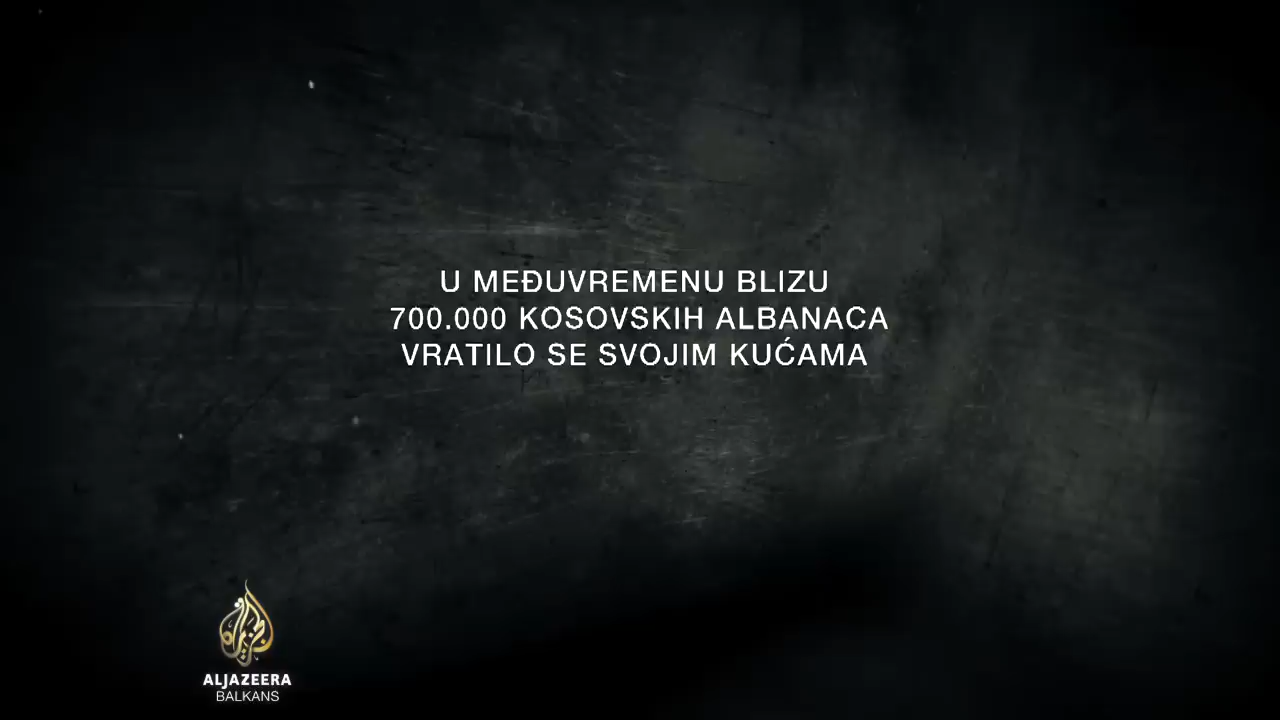 U MEĐUVREMENU BLIZU
700.000 KOSOVSKIH ALBANACA
VRATILO SE SVOJIM KUĆAMA
ALJAZEERA
BALKANS